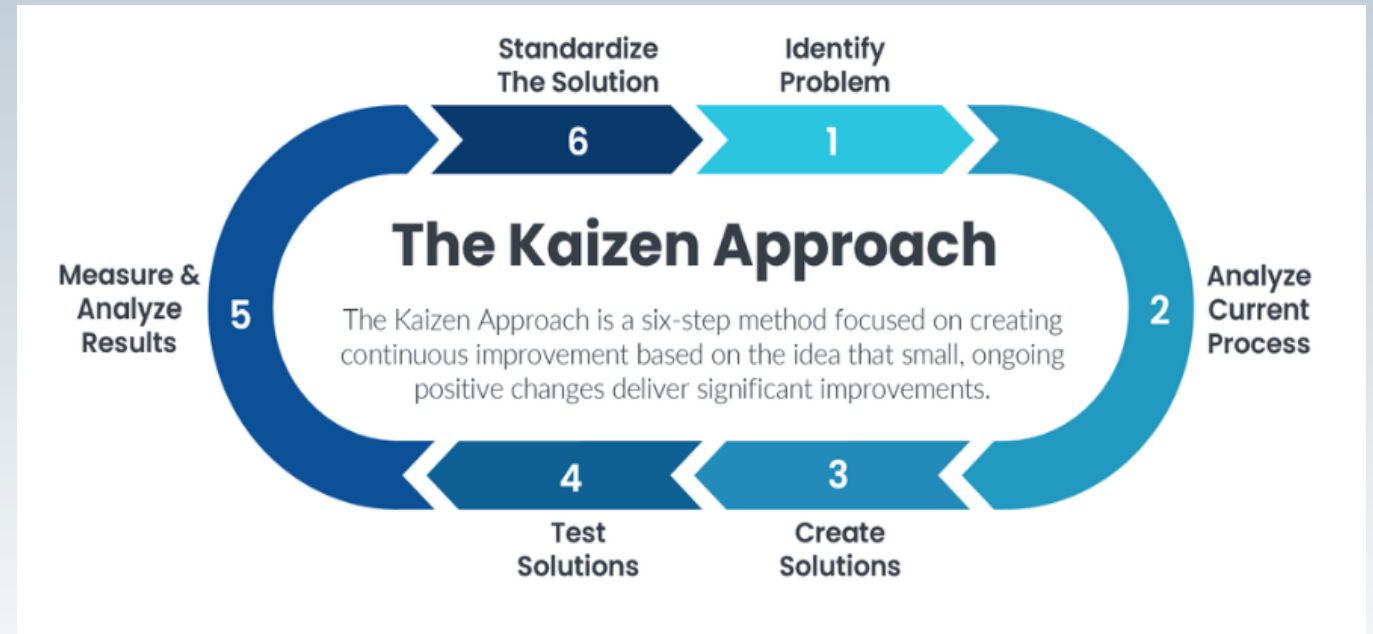 Standardize
The Solution
Identify
Problem
6
1
The Kaizen Approach
The Kaizen Approach is a six-step method focused on creating
continuous improvement based on the idea that small, ongoing
positive changes deliver significant improvements.
Measure &
Analyze
Results
5
2
Analyze
Current
Process
4
3
Test
Solutions
Create
Solutions